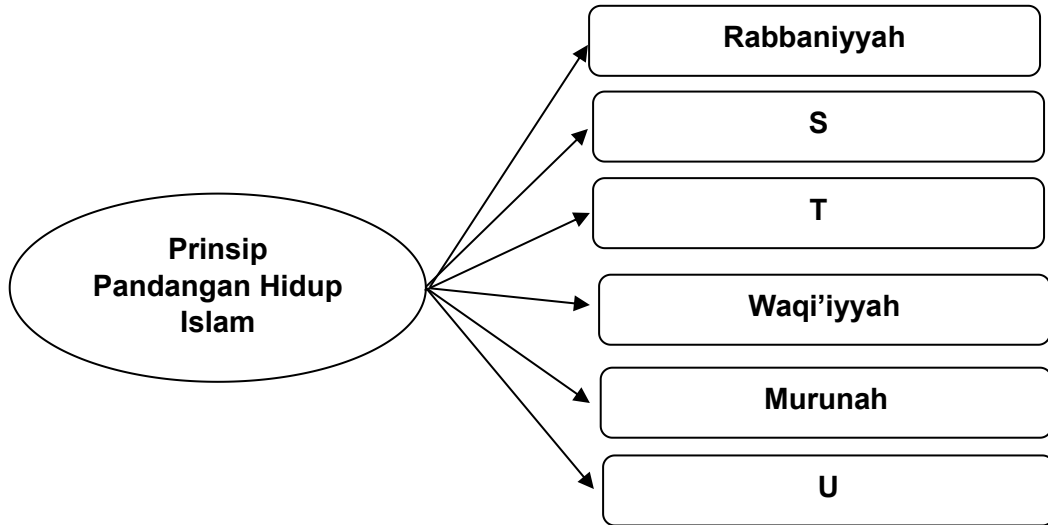 Prinsip
Pandangan Hidup
Islam
Rabbaniyyah
S
T
Waqi’iyyah
Murunah
U